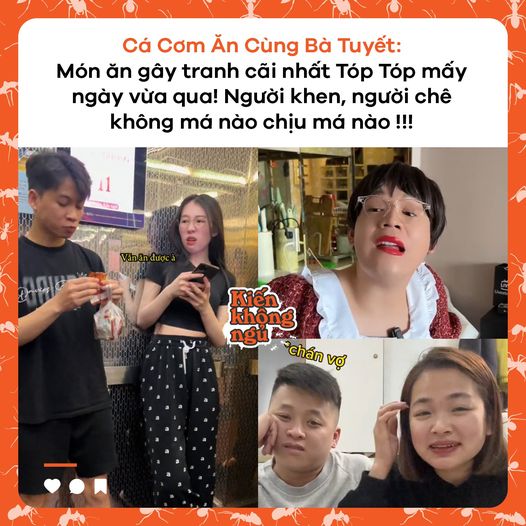 Cá Cơm Ăn Cùng Bà Tuyết:
Món ăn gây tranh cãi nhất Tóp Tóp mấy
ngày vừa qua! Người khen, người chê
không má nào chịu má nào !!!
11
Vẫn ăn được à
Kiến
không
ngủ
chán vợ